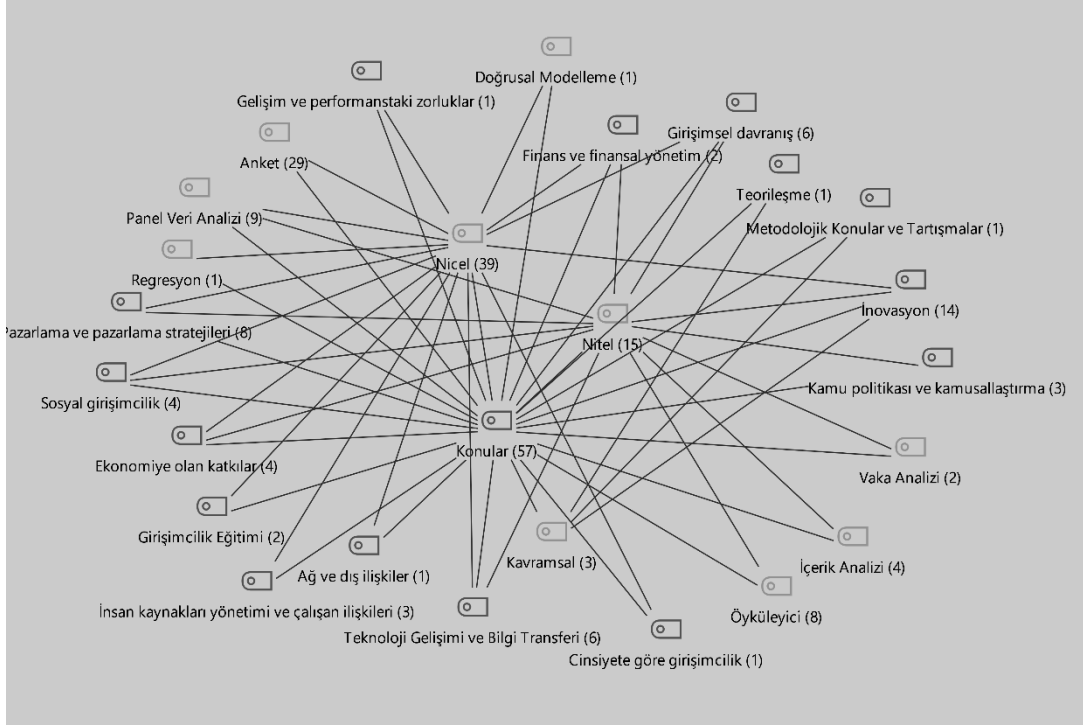 Doğrusal Modelleme (1)
Gelişim ve performanstaki zorluklar (1)
Girişimsel davranış (6)
Anket (29)
Finans ve finansal yönetim (2)
Teorileşme (1)
Panel Veri Analizi (9)
Metodolojik Konular ve Tartışmalar (1)
Nicel (39)
Regresyon (1)
İnovasyon (14)
Pazarlama ve pazarlama stratejileri (8)
Nitel (15)
Kamu politikası ve kamusallaştırma (3)
Sosyal girişimcilik (4)
Konular (57)
Ekonomiye olan katkılar (4)
Vaka Analizi (2)
Girişimcilik Eğitimi (2)
Kavramsal (3)
İçerik Analizi (4)
Ağ ve dış ilişkiler (1)
İnsan kaynakları yönetimi ve çalışan ilişkileri (3)
Öyküleyici (8)
Teknoloji Gelişimi ve Bilgi Transferi (6)
Cinsiyete göre girişimcilik (1)